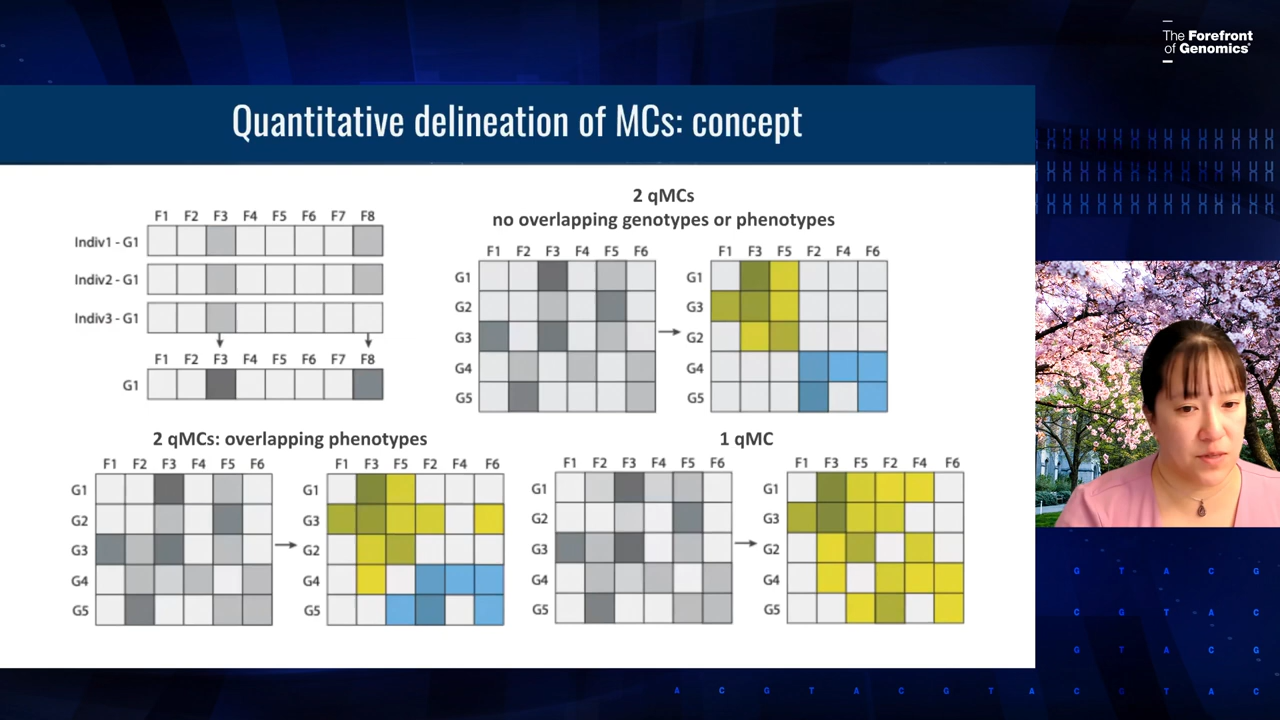 The Forefront
of Genomics®
Quantitative delineation of MCs: concept
F1 F2 F3 F4 F5 F6 F7 F8
Indiv1 - G1
Indiv2 - G1
Indiv3 - G1
F1 F2 F3 F4 F5 F6 F7 F8
G1
2 qMCs
no overlapping genotypes or phenotypes
F1 F2 F3 F4 F5 F6
G1
G2
G3
G4
G5
F1 F3 F5 F2 F4 F6
G1
G3
G2
G4
G5
2 qMCs: overlapping phenotypes
F1 F2 F3 F4 F5 F6
G1
G2
G3
G4
G5
F1 F3 F5 F2 F4 F6
G1
G3
G2
G4
G5
1 qMC
F1 F2 F3 F4 F5 F6
G1
G2
G3
G4
G5
F1 F3 F5 F2 F4 F6
G1
G3
G2
G4
G5
G T A C G
C G T A C
G T A C G
A C G T A C G T A C G T A C